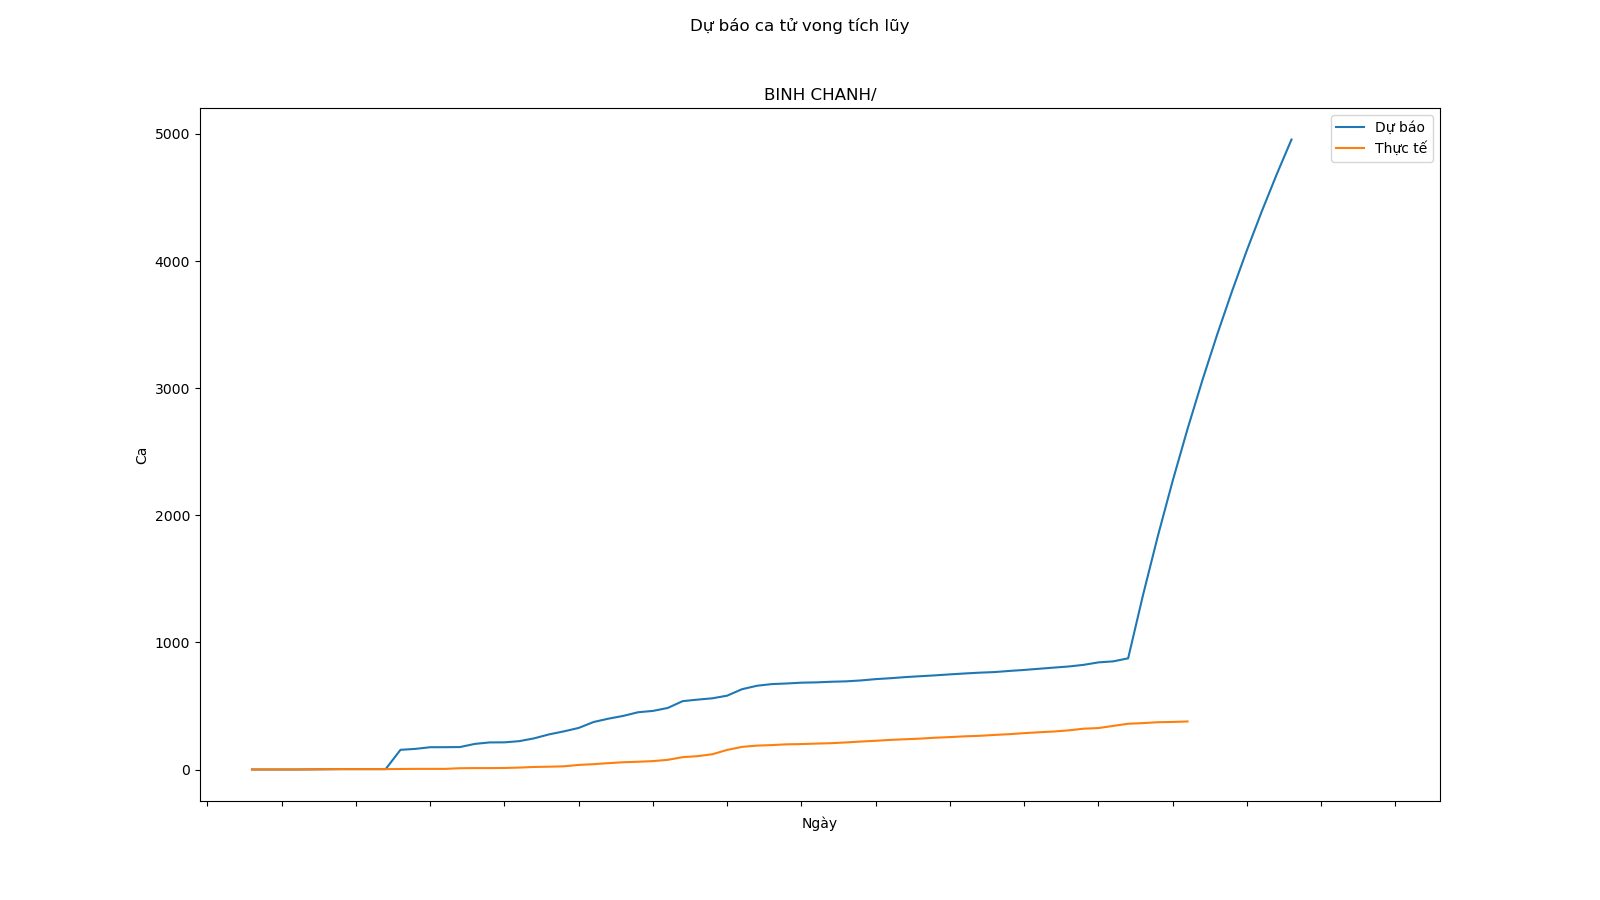 Dự báo ca tử vong tích lũy
BINH CHANH/
Dự báo
Thực tế
5000
4000
3000
2000
1000
0
Ca
Ngày